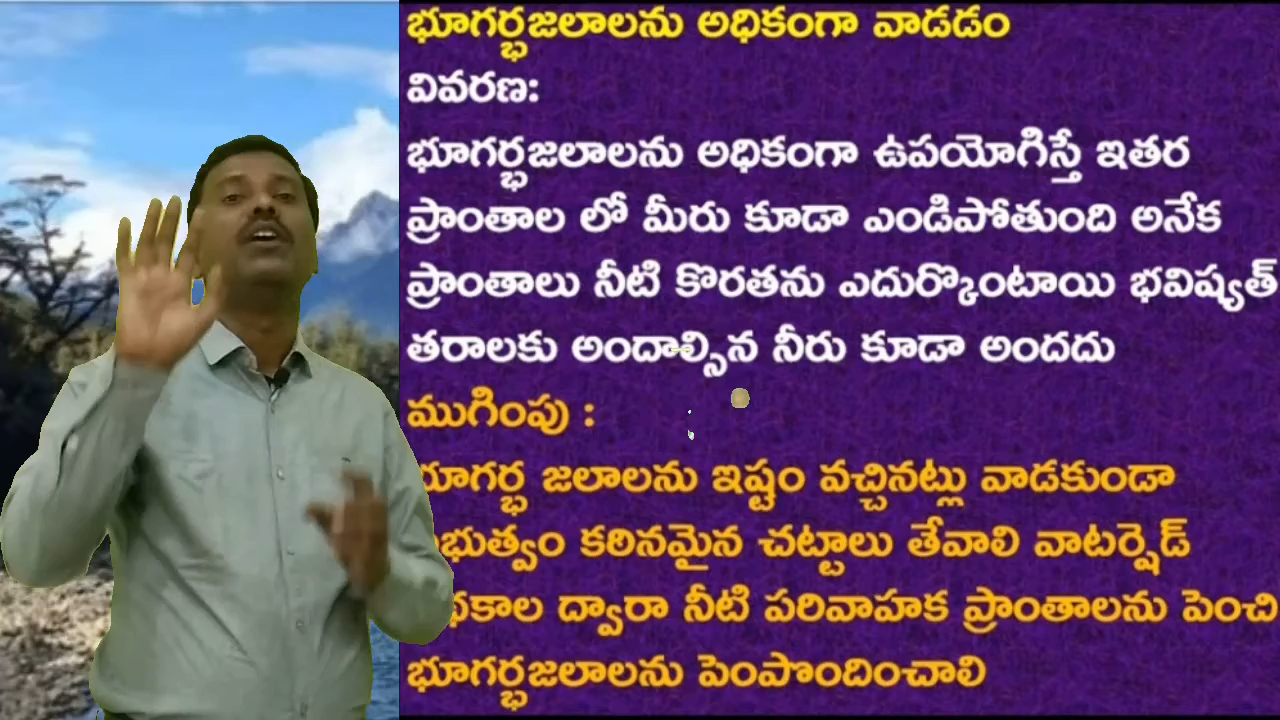 భూగర్భజలాలను అధికంగా వాడడం
వివరణ:
భూగర్భజలాలను అధికంగా ఉపయోగిస్తే ఇతర
ప్రాంతాల లో మీరు కూడా ఎండిపోతుంది అనేక
ప్రాంతాలు నీటి కొరతను ఎదుర్కొంటాయి భవిష్యత్
తరాలకు అందాల్సిన నీరు కూడా అందదు
ముగింపు :
జలాలను ఇష్టం వచ్చినట్లు వాడకుండా
కఠినమైన చట్టాలు తేవాలి వాటర్షెడ్
ద్వారా నీటి పరివాహక ప్రాంతాలను పెంచి
భూగర్భజలాలను పెంపొందించాలి